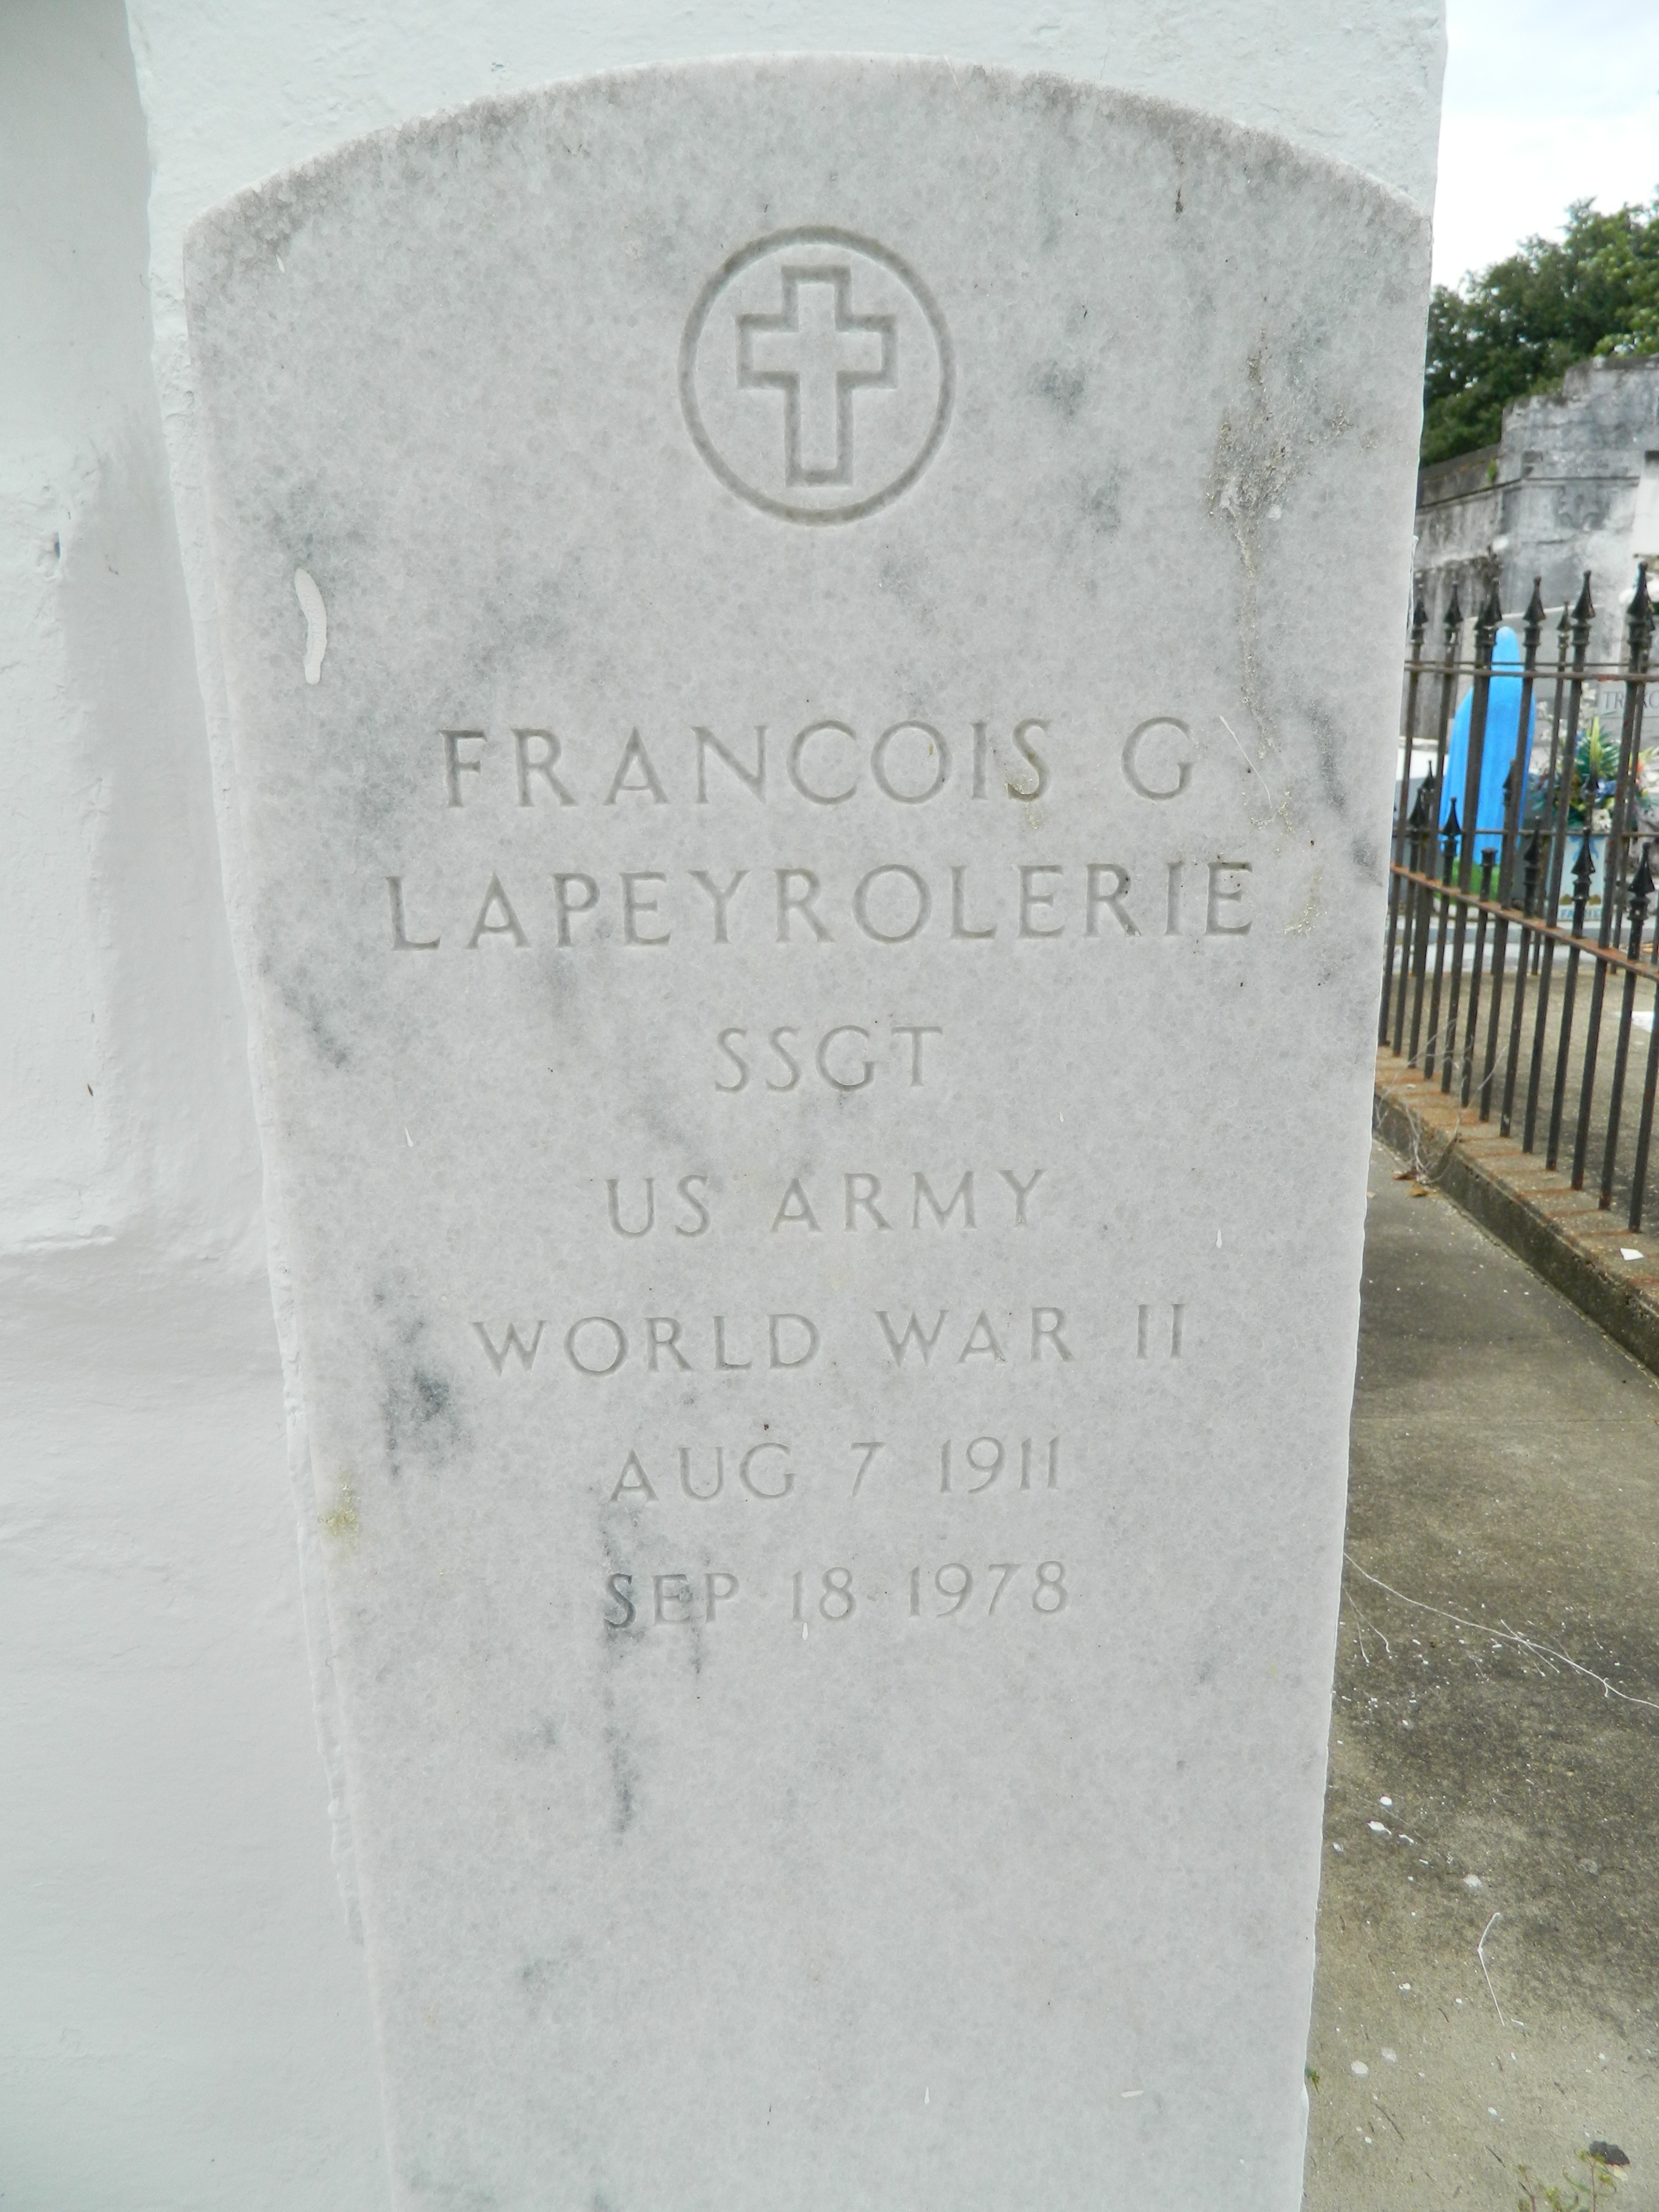 FRANCOIS G
LAPEYROLERIE
SSGT
US ARMY
WORLD WAR II
AUG 7 1911
SEP 18 1978